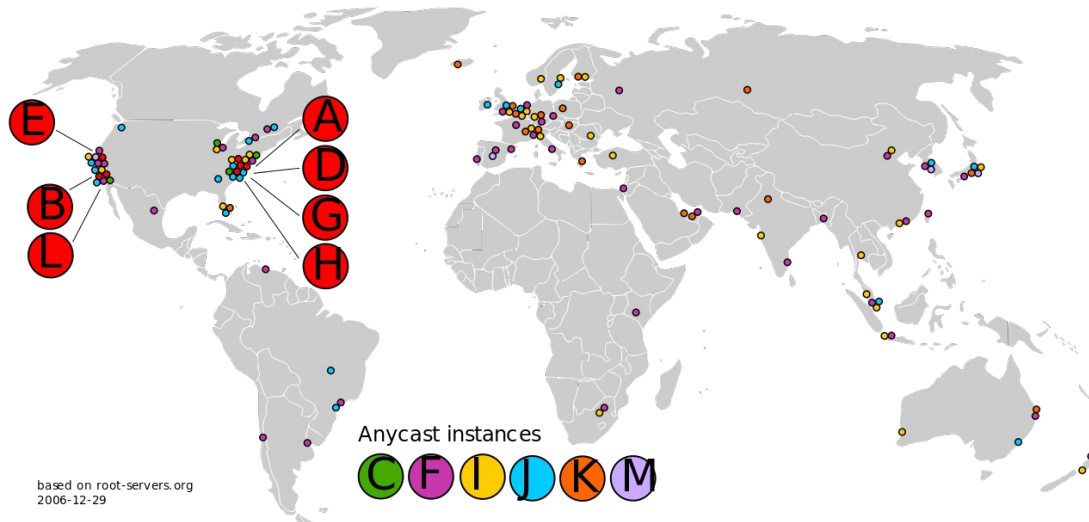 E
A
D
B
G
L
H
Anycast instances
C F I J K M
based on root-servers.org
2006-12-29